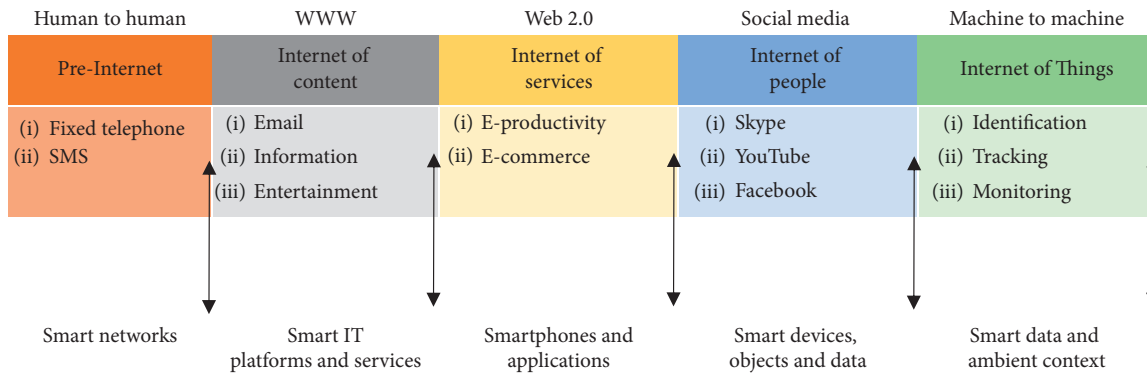 Human to human
WWW
Web 2.0
Social media
Machine to machine
Pre-Internet
Internet of
content
Internet of
services
Internet of
people
Internet of Things
(i) Fixed telephone
(ii) SMS
(i) Email
(ii) Information
(iii) Entertainment
(i) E-productivity
(ii) E-commerce
(i) Skype
(ii) YouTube
(iii) Facebook
(i) Identification
(ii) Tracking
(iii) Monitoring
Smart networks
Smart IT
platforms and services
Smartphones and
applications
Smart devices,
objects and data
Smart data and
ambient context